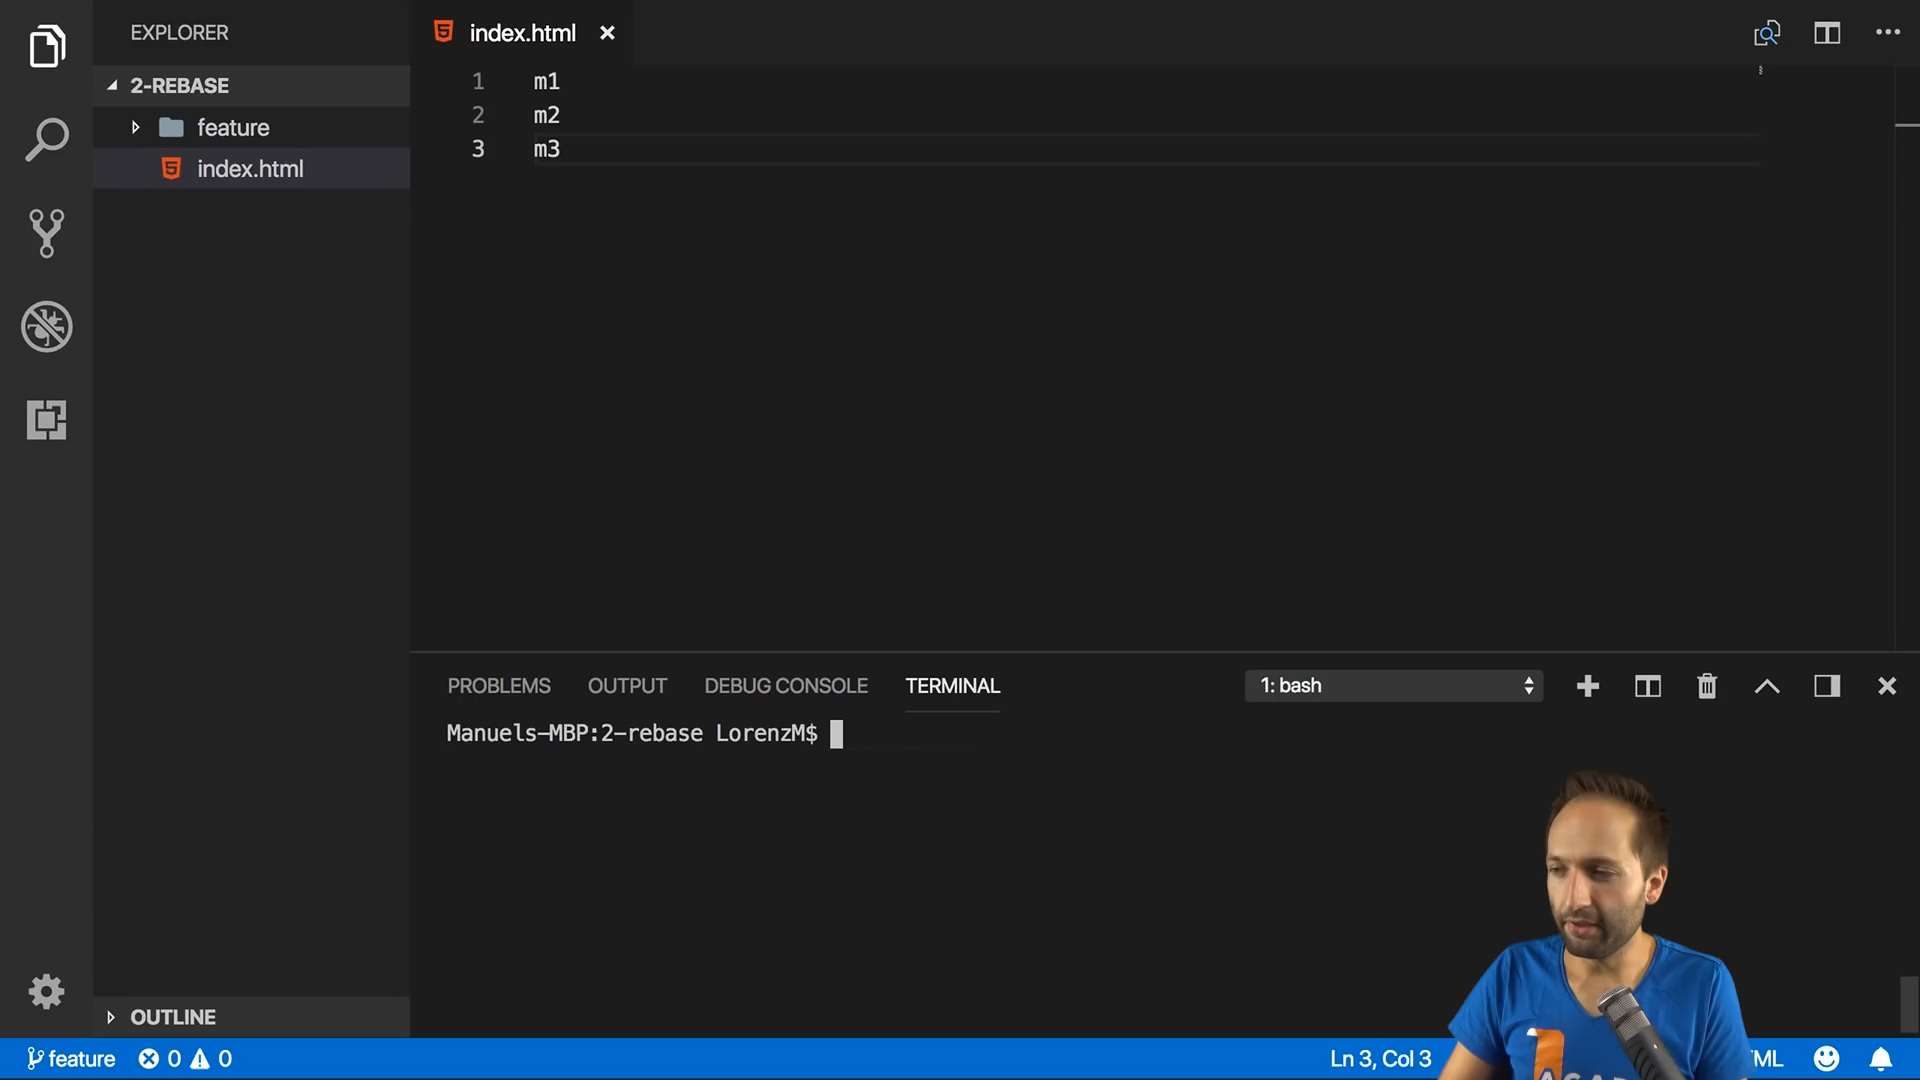 EXPLORER
index.html
2-REBASE
feature
index.html
1 m1
2 m2
3 m3
PROBLEMS
OUTPUT
DEBUG CONSOLE
TERMINAL
1: bash
Manuels-MBP:2-rebase LorenzM$
OUTLINE
feature
0
0
Ln 3, Col 3